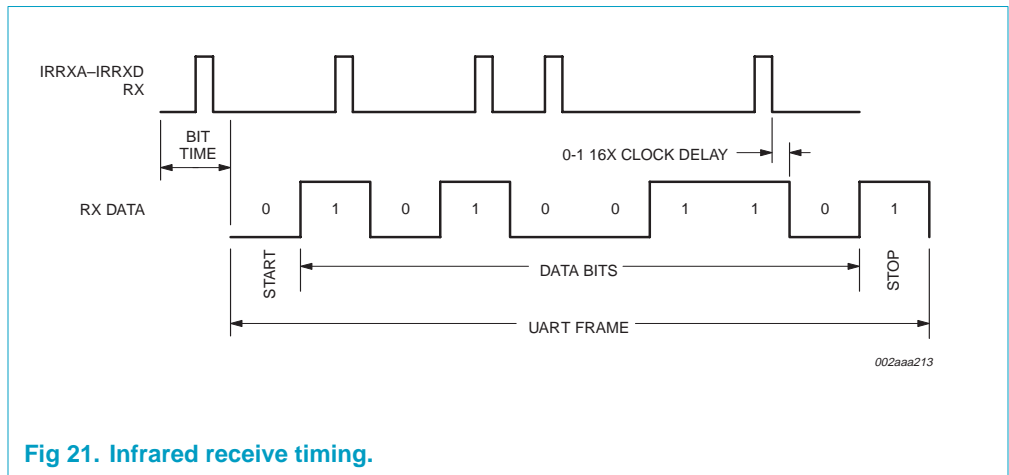 IRRXA–IRRXD
RX
BIT
TIME
0-1 16X CLOCK DELAY
RX DATA
0 1 0 1 0 0 1 1 0 1
START
DATA BITS
STOP
UART FRAME
002aaa213
Fig 21. Infrared receive timing.